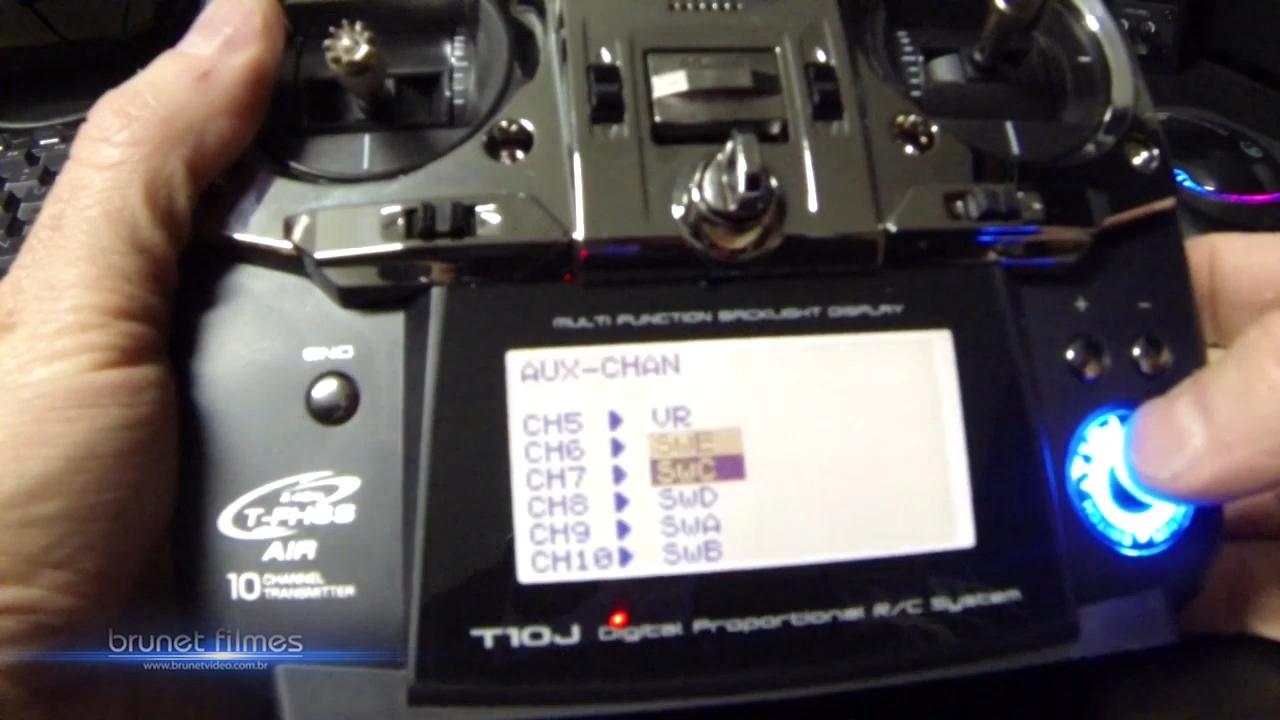 MULTI FUNCTION BACKLIGHT DISPLAY
+ -
END
AUX-CHAN
CH5 ▶ VR
CH6 ▶ SWE
CH7 ▶ SWC
CH8 ▶ SWD
CH9 ▶ SWA
CH10▶ SWB
T-FHSS
AIR
10 CHANNEL
TRANSMITTER
T10J Digital Proportional R/C System
brunet filmes
www.brunetvideo.com.br